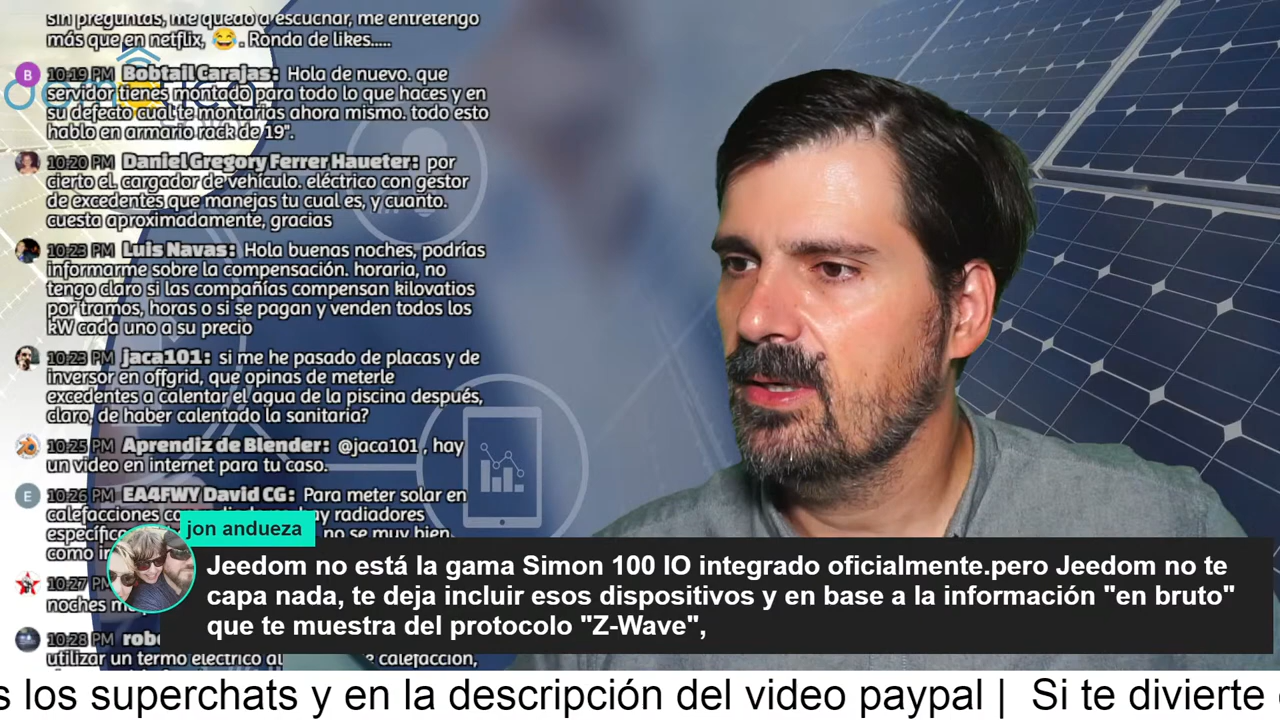 sin preguntas, me quedo a escuchar, me entretengo
más que en netflix, 😂. Ronda de likes.....
B
10:19 PM Bobtail Carajas: Hola de nuevo. que
servidor tienes montado para todo lo que haces y en
su defecto cual te montarias ahora mismo. todo esto
hablo en armario rack de 19".
10:20 PM Daniel Gregory Ferrer Haueter: por
cierto el. cargador de vehículo. eléctrico con gestor
de excedentes que manejas tu cual es, y cuanto.
cuesta aproximadamente, gracias
10:23 PM Luis Navas: Hola buenas noches, podrías
informarme sobre la compensación. horaria, no
tengo claro si las compañías compensan kilovatios
por tramos, horas o si se pagan y venden todos los
kW cada uno a su precio
10:23 PM jaca101: si me he pasado de placas y de
inversor en offgrid, que opinas de meterle
excedentes a calentar el agua de la piscina después,
claro, de haber calentado la sanitaria?
10:25 PM Aprendiz de Blender: @jaca101 , hay
un video en internet para tu caso.
E
10:26 PM EA4FWY David CG: Para meter solar en
calefacciones hay radiadores
no se muy bien
como
jon andueza
Jeedom no está la gama Simon 100 IO integrado oficialmente.pero Jeedom no te
capa nada, te deja incluir esos dispositivos y en base a la información "en bruto"
que te muestra del protocolo "Z-Wave",
10:27 PM
noches
10:28 PM
utilizar un termo electrico al calefacción,
s los superchats y en la descripción del video paypal | Si te divierte